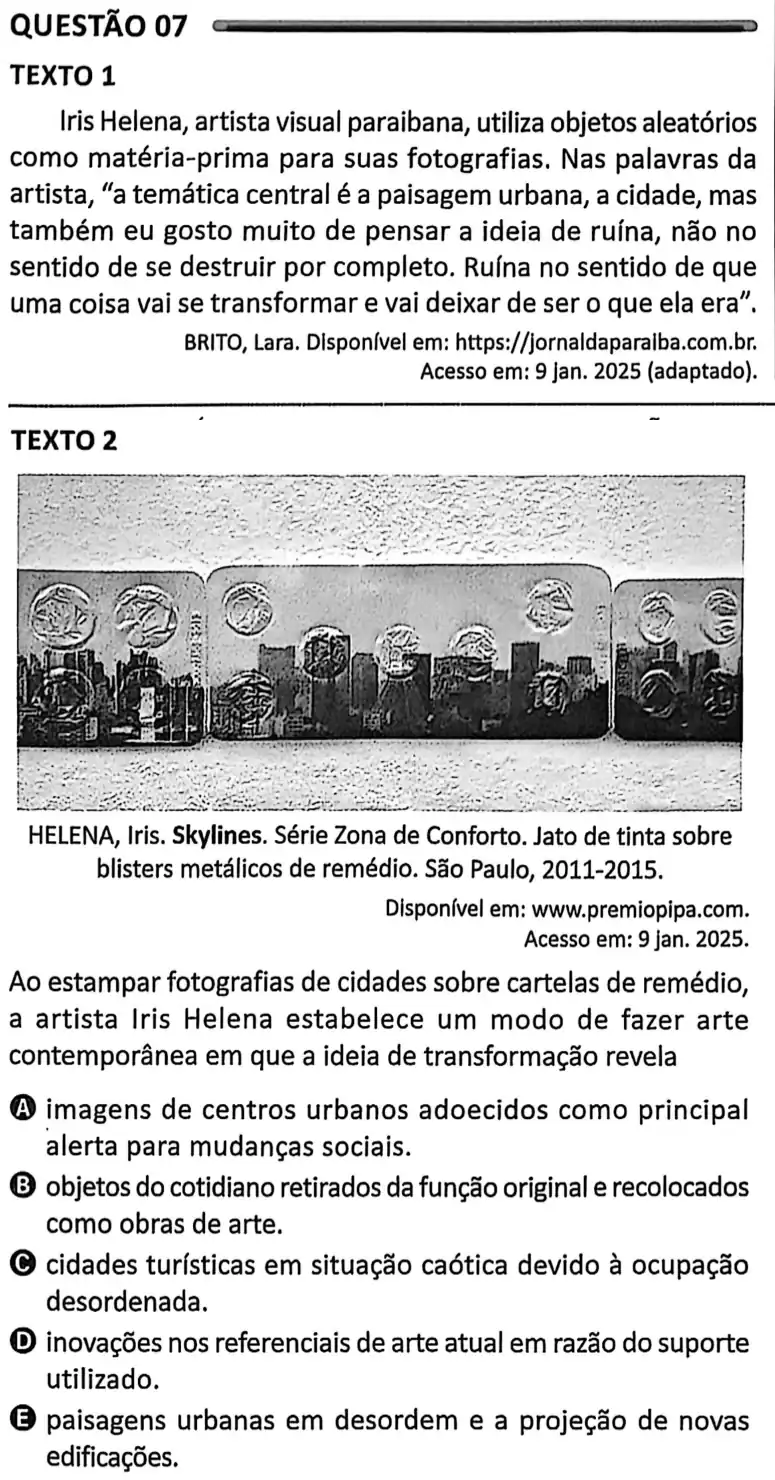 QUESTÃO 07
TEXTO 1
Iris Helena, artista visual paraibana, utiliza objetos aleatórios
como matéria-prima para suas fotografias. Nas palavras da
artista, “a temática central é a paisagem urbana, a cidade, mas
também eu gosto muito de pensar a ideia de ruína, não no
sentido de se destruir por completo. Ruína no sentido de que
uma coisa vai se transformar e vai deixar de ser o que ela era”.
BRITO, Lara. Disponível em: https://jornaldaparaiba.com.br.
Acesso em: 9 jan. 2025 (adaptado).
TEXTO 2
HELENA, Iris. Skylines. Série Zona de Conforto. Jato de tinta sobre
blisters metálicos de remédio. São Paulo, 2011-2015.
Disponível em: www.premiopipa.com.
Acesso em: 9 jan. 2025.
Ao estampar fotografias de cidades sobre cartelas de remédio,
a artista Iris Helena estabelece um modo de fazer arte
contemporânea em que a ideia de transformação revela
A imagens de centros urbanos adoecidos como principal
alerta para mudanças sociais.
B objetos do cotidiano retirados da função original e recolocados
como obras de arte.
C cidades turísticas em situação caótica devido à ocupação
desordenada.
D inovações nos referenciais de arte atual em razão do suporte
utilizado.
E paisagens urbanas em desordem e a projeção de novas
edificações.